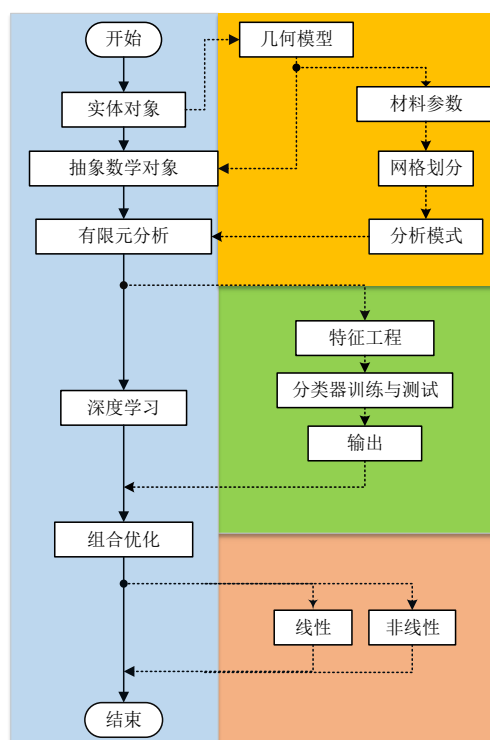 开始
几何模型
实体对象
材料参数
抽象数学对象
网格划分
有限元分析
分析模式
特征工程
分类器训练与测试
深度学习
输出
组合优化
线性
非线性
结束